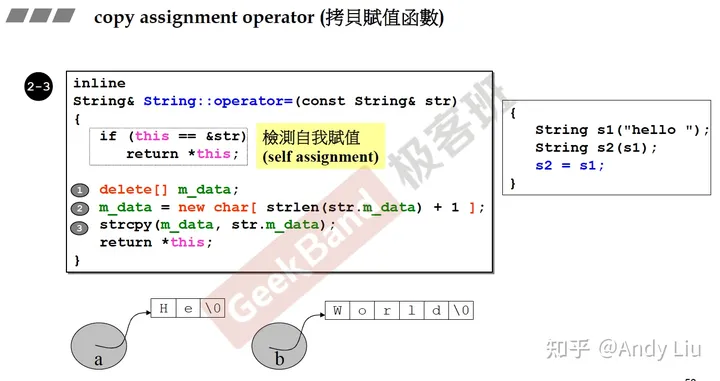 copy assignment operator (拷貝賦值函數)
2-3
inline
String& String::operator=(const String& str)
{
if (this == &str)
return *this;
檢測自我賦值
(self assignment)
1 delete[] m_data;
2 m_data = new char[ strlen(str.m_data) + 1 ];
3 strcpy(m_data, str.m_data);
return *this;
}
{
String s1("hello ");
String s2(s1);
s2 = s1;
}
GeekBand 极客班
H e \0
W o r l d \0
a
b
知乎 @Andy Liu